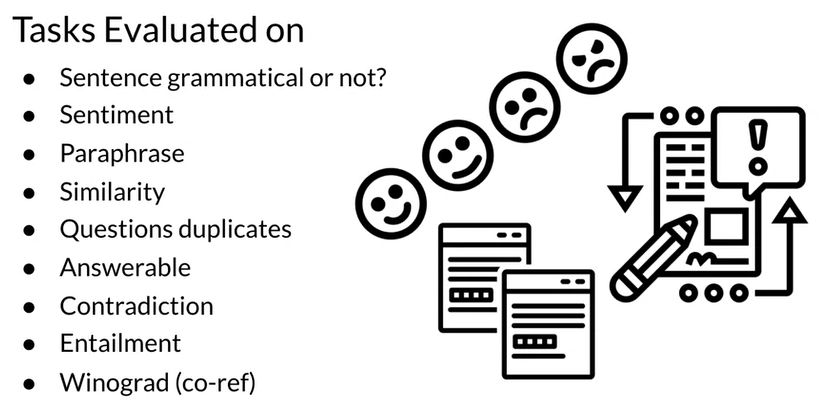 Tasks Evaluated on
● Sentence grammatical or not?
● Sentiment
● Paraphrase
● Similarity
● Questions duplicates
● Answerable
● Contradiction
● Entailment
● Winograd (co-ref)
!